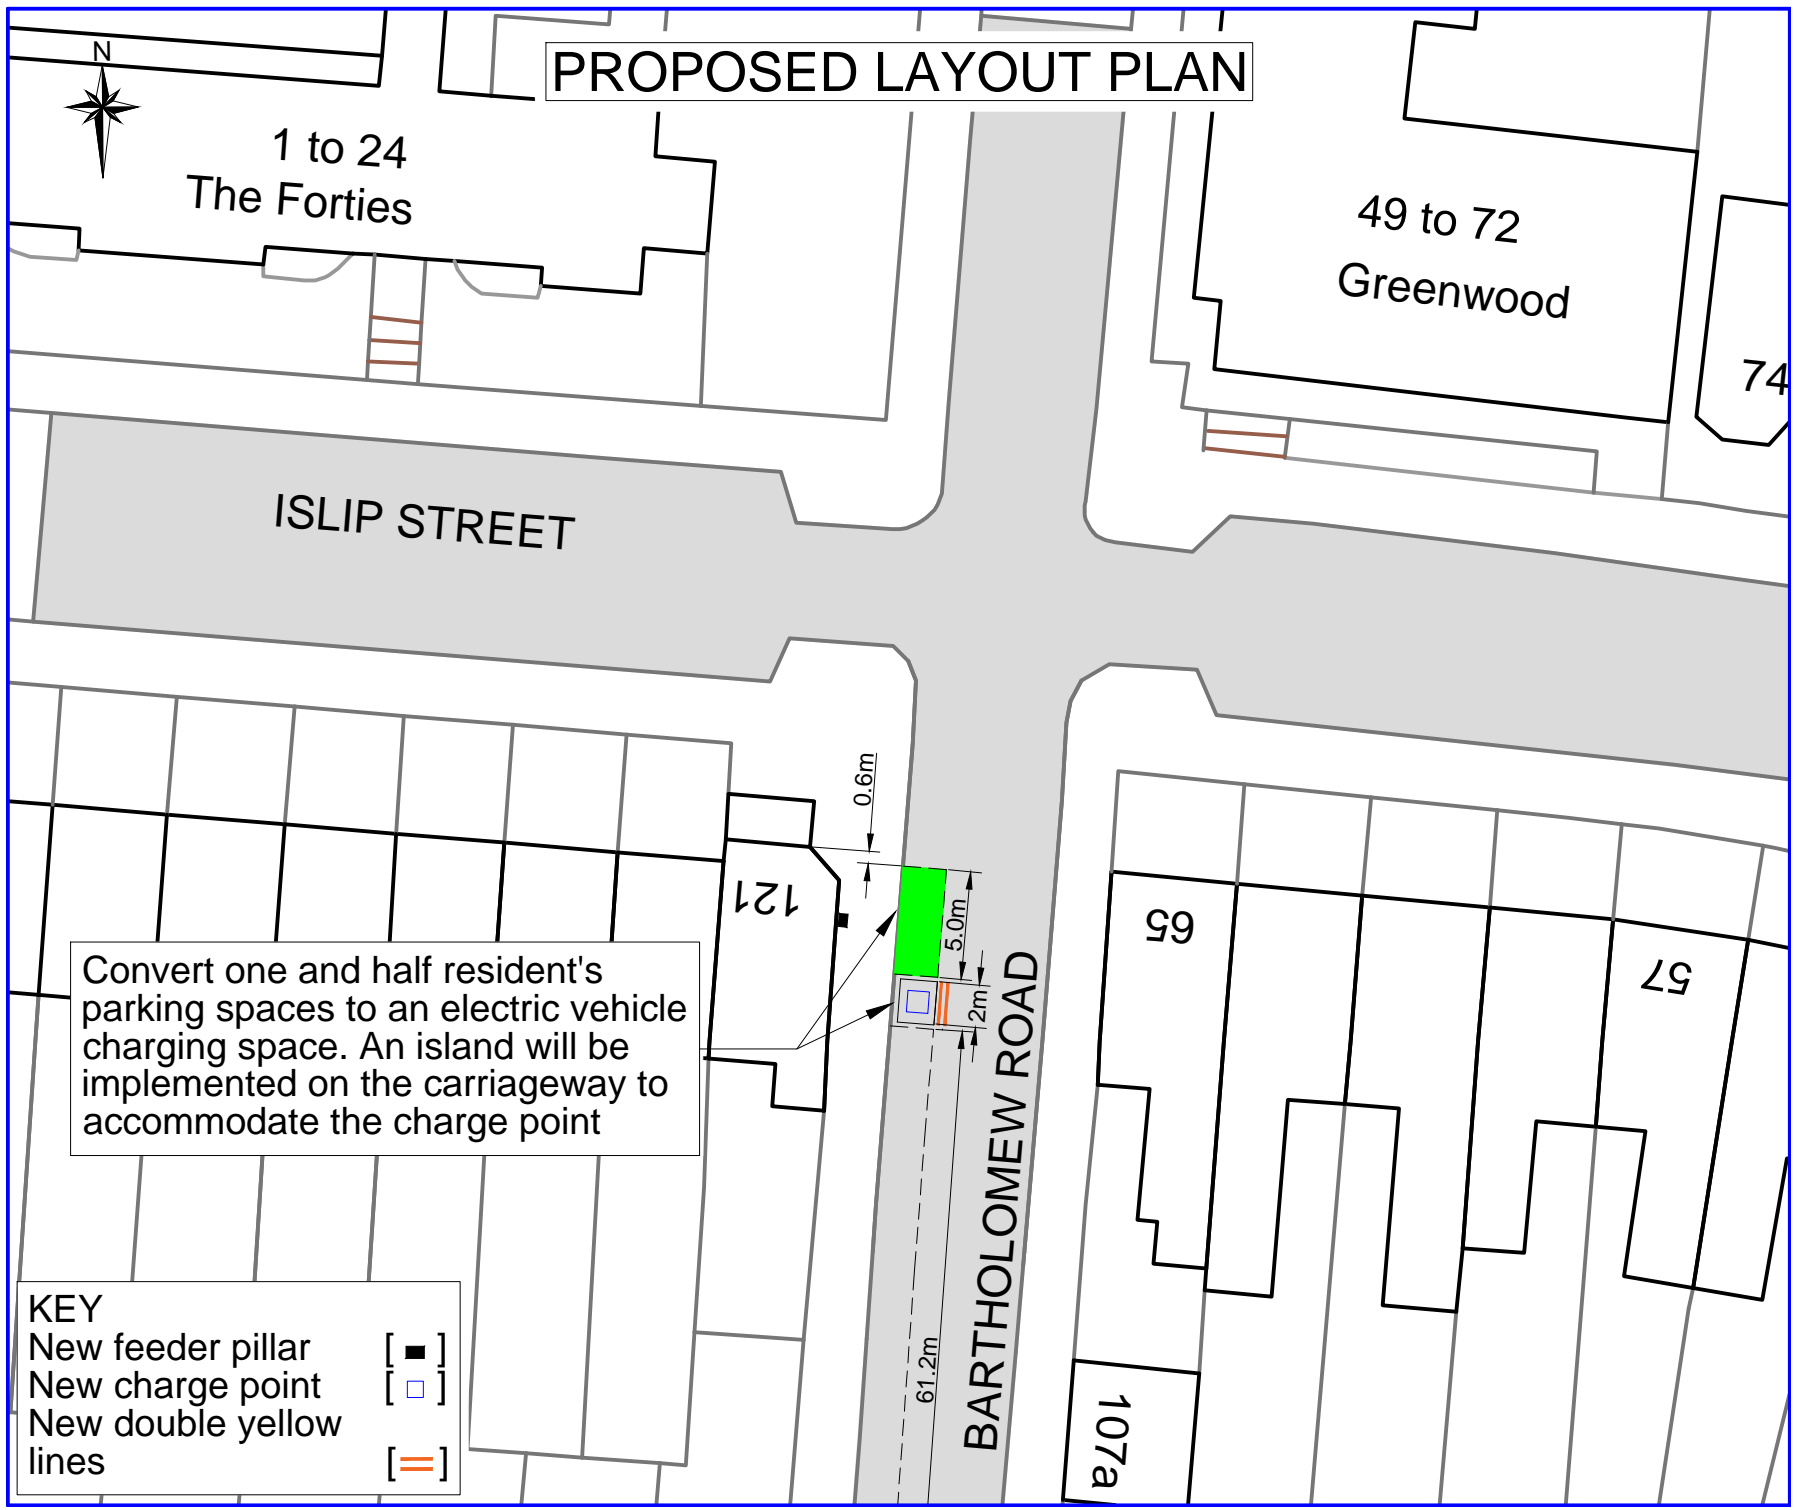 PROPOSED LAYOUT PLAN
N
1 to 24
The Forties
49 to 72
Greenwood
74
ISLIP STREET
0.6m
121
5.0m
2m
65
57
Convert one and half resident's
parking spaces to an electric vehicle
charging space. An island will be
implemented on the carriageway to
accommodate the charge point
BARTHOLOMEW ROAD
61.2m
107a
KEY
New feeder pillar [ ]
New charge point [ ]
New double yellow
lines [ ]